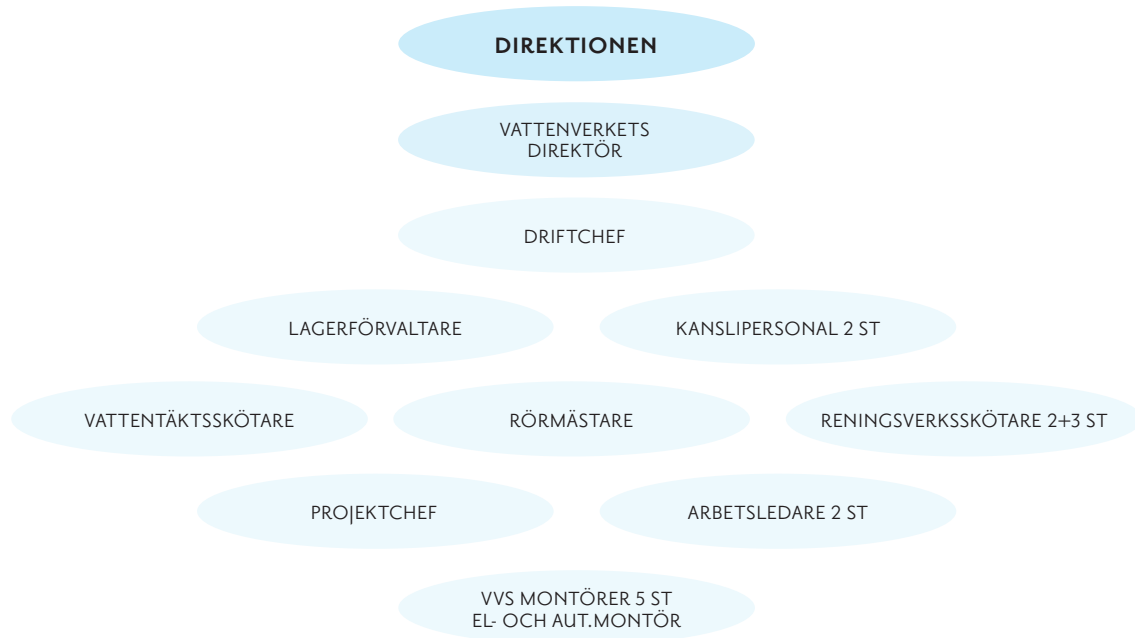 DIREKTIONEN
VATTENVERKETS
DIREKTÖR
DRIFTCHEF
LAGERFÖRVALTARE
KANSLIPERSONAL 2 ST
VATTENTÄKTSSKÖTARE
RÖRMÄSTARE
RENINGSVERKSSKÖTARE 2+3 ST
PROJEKTCHEF
ARBETSLEDARE 2 ST
VVS MONTÖRER 5 ST
EL- OCH AUT.MONTÖR